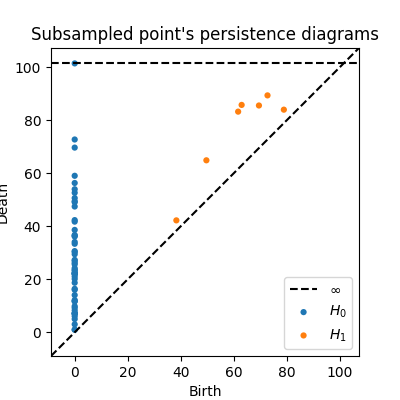 Subsampled point's persistence diagrams
100
80
60
40
20
0
Death
0 20 40 60 80 100
Birth
∞
H₀
H₁